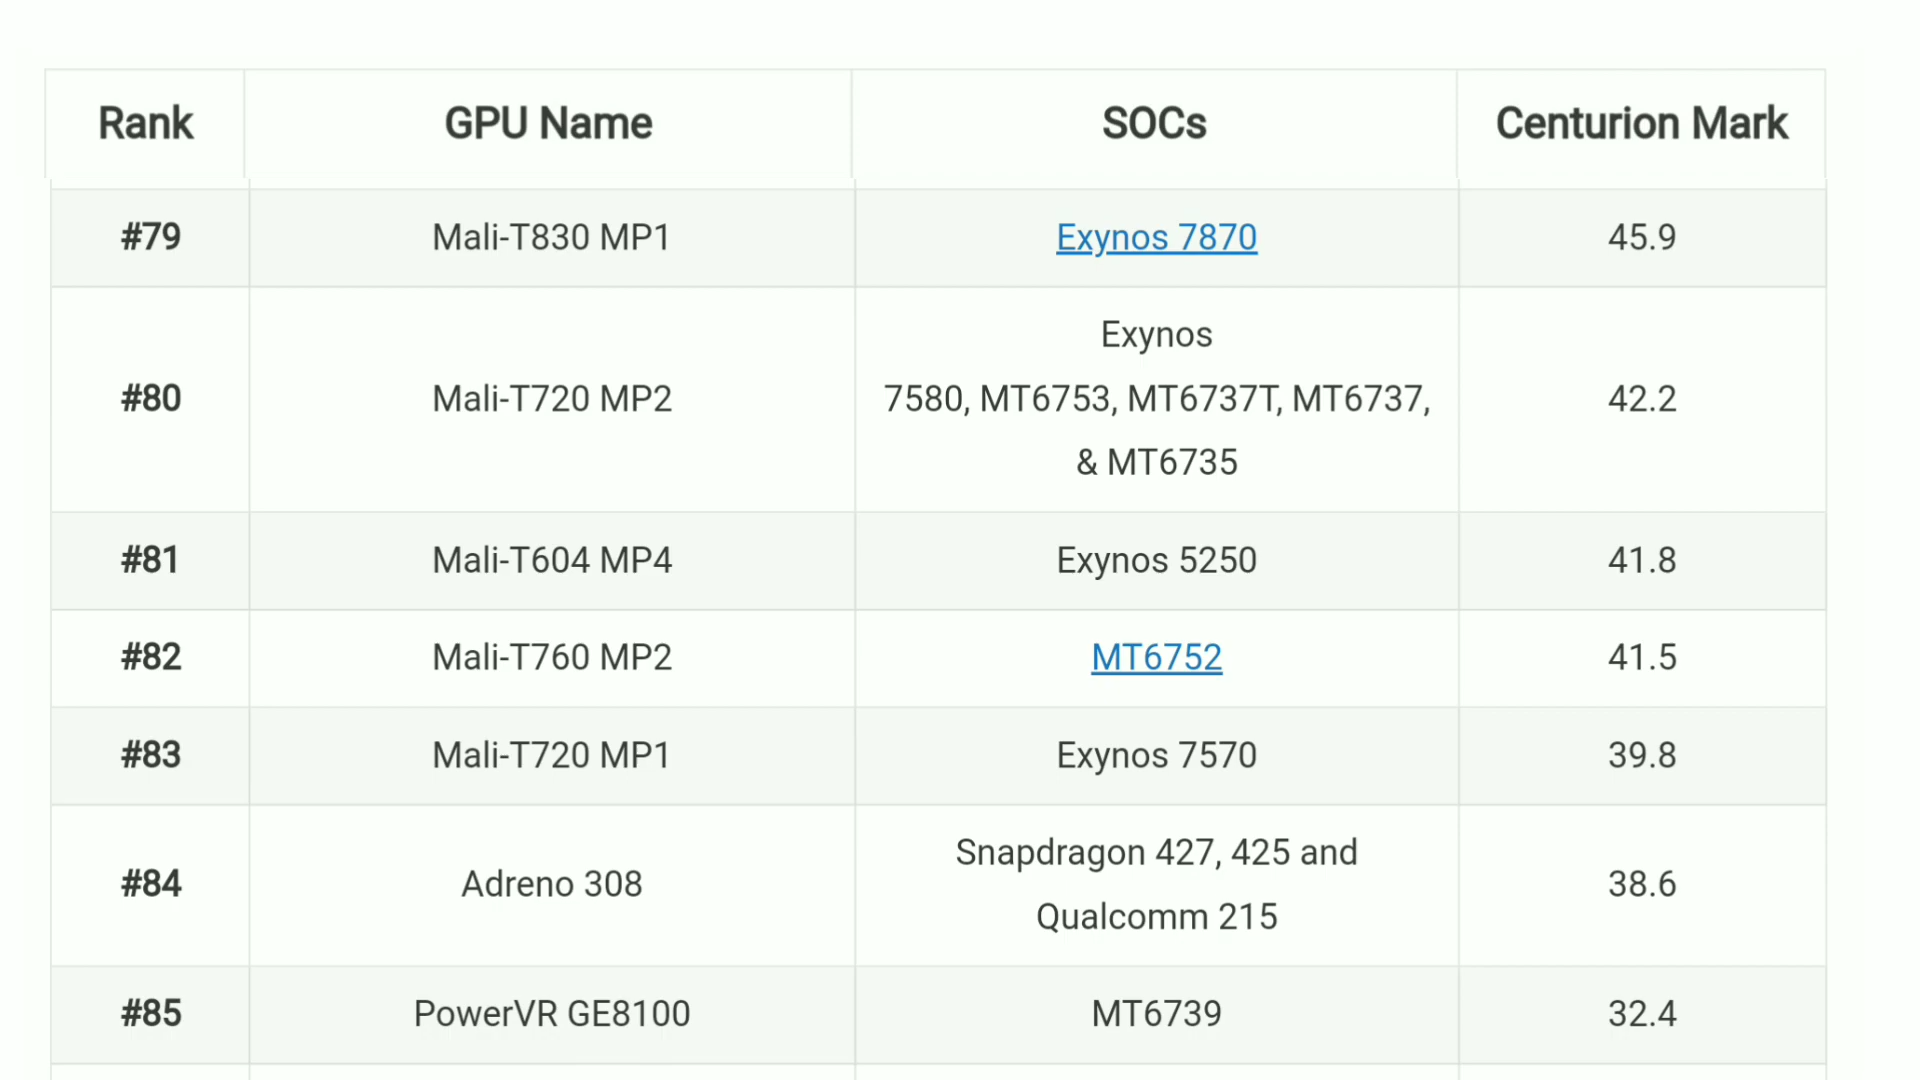 Rank GPU Name SOCs Centurion Mark
#79 Mali-T830 MP1 Exynos 7870 45.9
Exynos
#80 Mali-T720 MP2 7580, MT6753, MT6737T, MT6737, 42.2
& MT6735
#81 Mali-T604 MP4 Exynos 5250 41.8
#82 Mali-T760 MP2 MT6752 41.5
#83 Mali-T720 MP1 Exynos 7570 39.8
Snapdragon 427, 425 and
#84 Adreno 308 38.6
Qualcomm 215
#85 PowerVR GE8100 MT6739 32.4